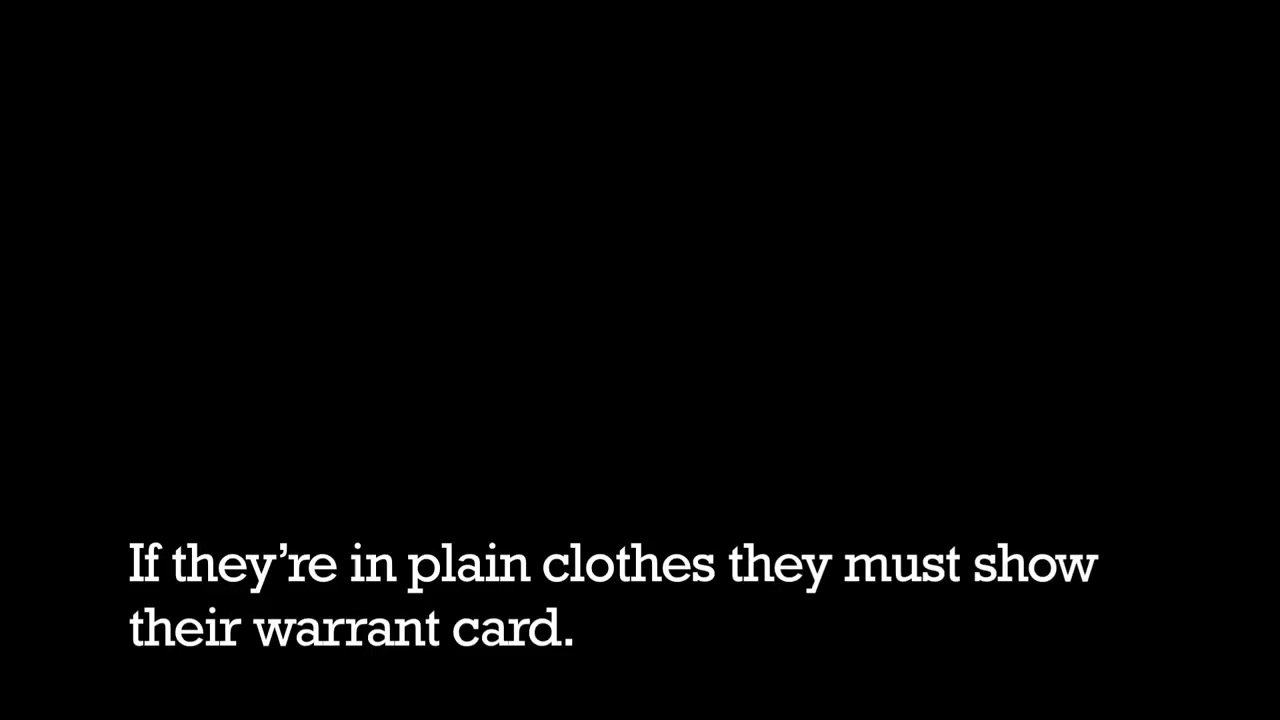 If they’re in plain clothes they must show
their warrant card.